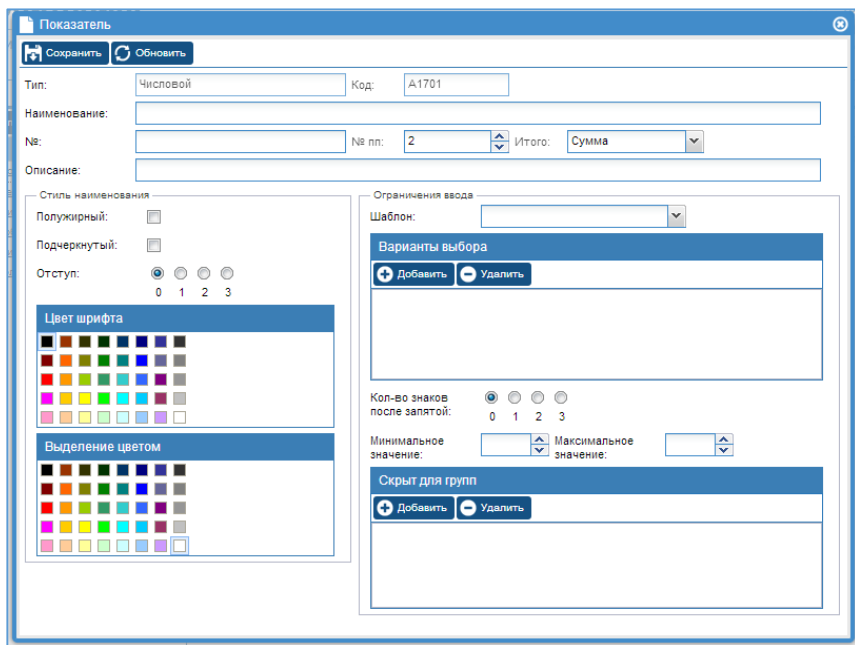 Показатель
Сохранить Обновить
Тип: Числовой Код: A1701
Наименование:
№: № пп: 2 Итого: Сумма
Описание:
Стиль наименования
Полужирный:
Подчеркнутый:
Отступ:
0 1 2 3
Цвет шрифта
Выделение цветом
Ограничения ввода
Шаблон:
Варианты выбора
Добавить Удалить
Кол-во знаков
после запятой:
0 1 2 3
Минимальное
значение:
Максимальное
значение:
Скрыт для групп
Добавить Удалить